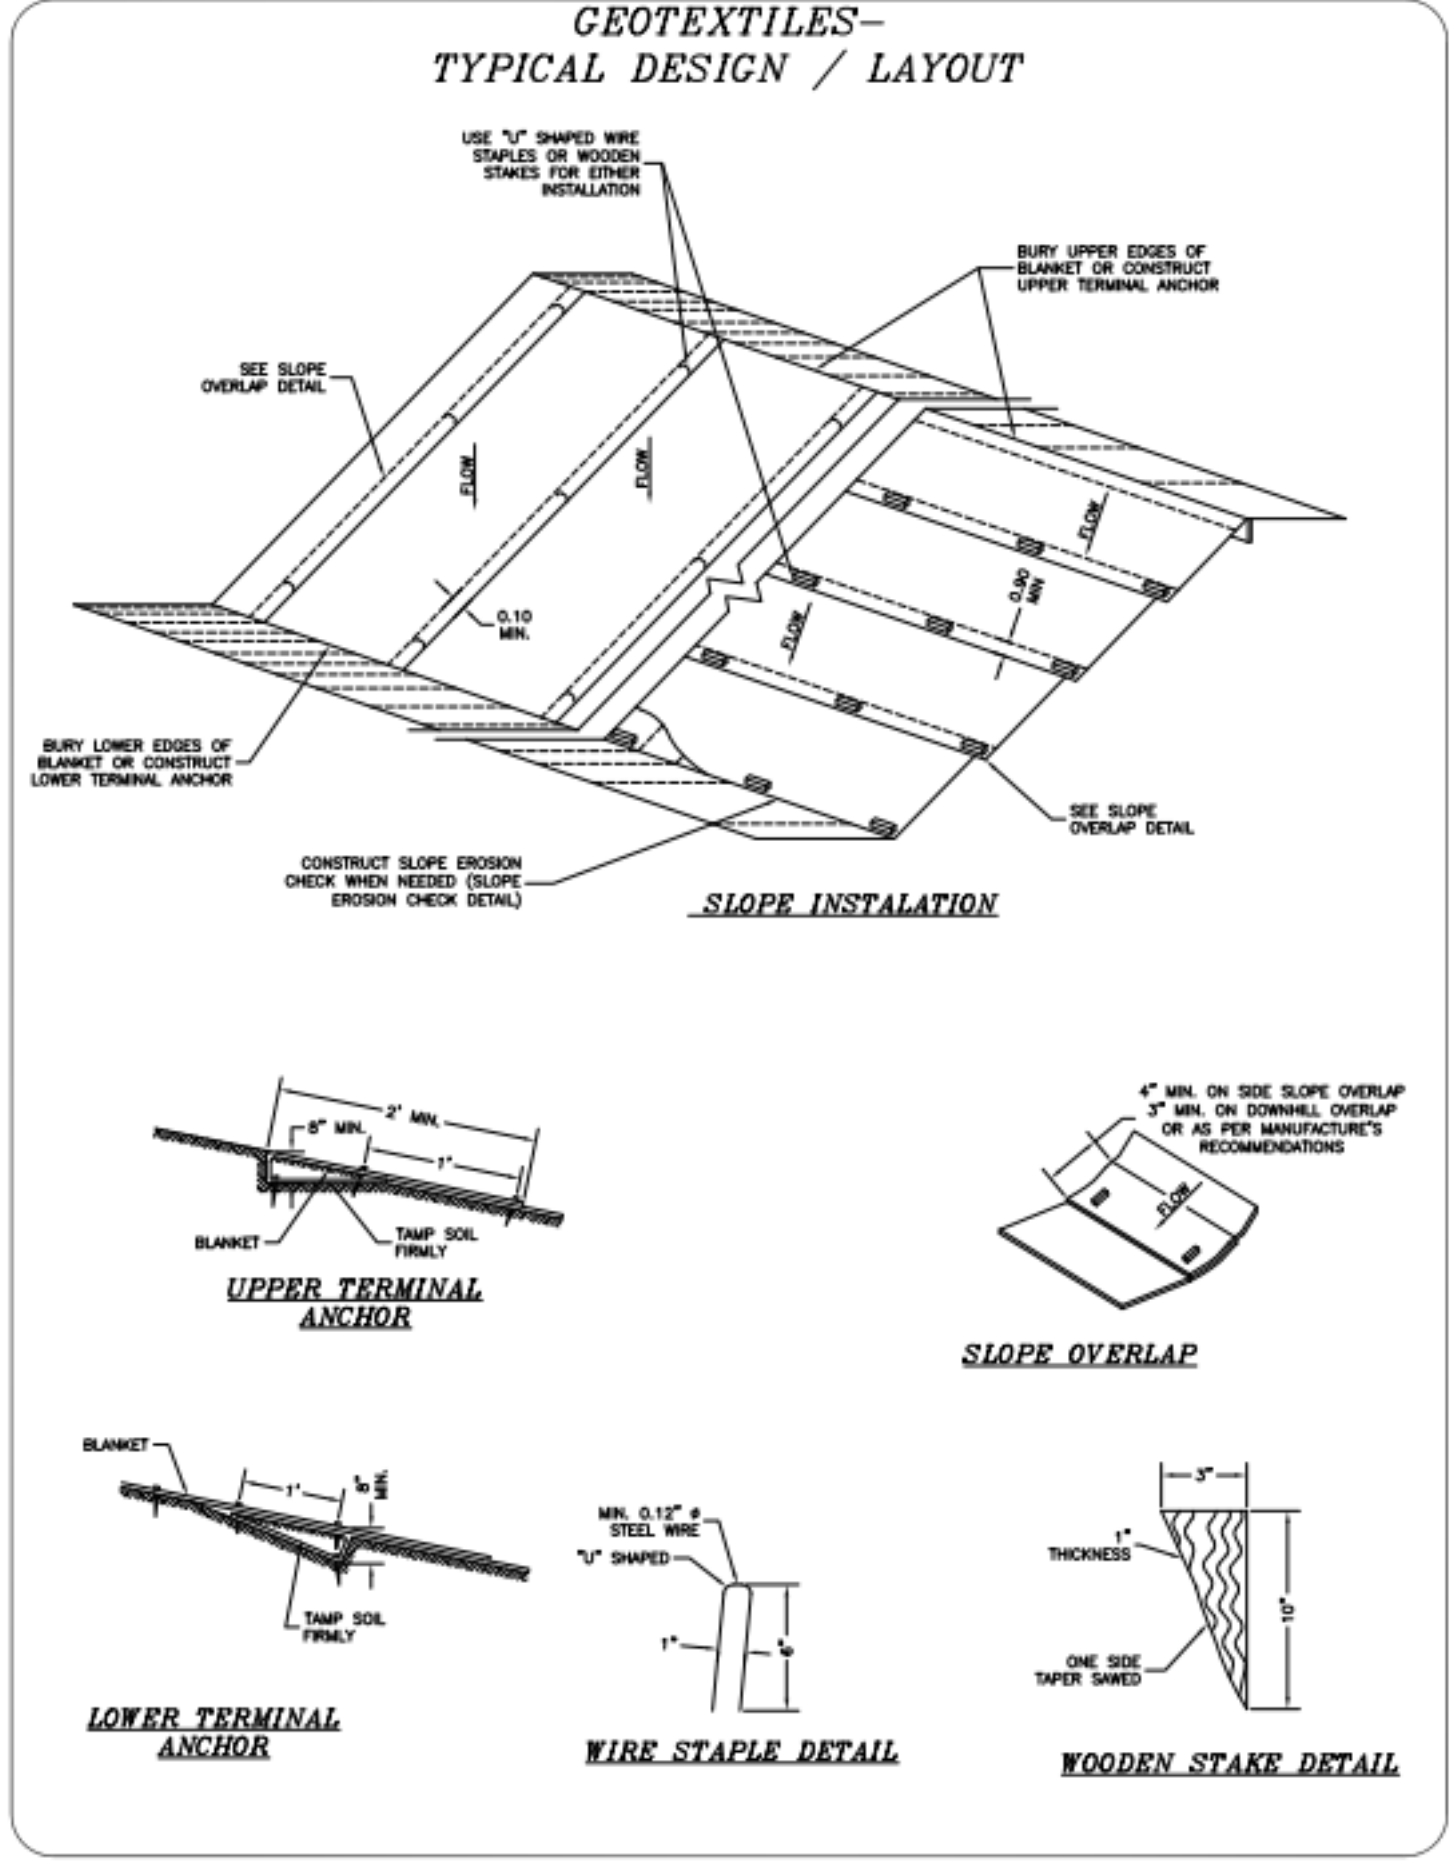 GEOTEXTILES-
TYPICAL DESIGN / LAYOUT
USE "U" SHAPED WIRE
STAPLES OR WOODEN
STAKES FOR EITHER
INSTALLATION
BURY UPPER EDGES OF
BLANKET OR CONSTRUCT
UPPER TERMINAL ANCHOR
SEE SLOPE
OVERLAP DETAIL
FLOW
FLOW
FLOW
0.90
MIN
0.10
MIN.
FLOW
BURY LOWER EDGES OF
BLANKET OR CONSTRUCT
LOWER TERMINAL ANCHOR
SEE SLOPE
OVERLAP DETAIL
CONSTRUCT SLOPE EROSION
CHECK WHEN NEEDED (SLOPE
EROSION CHECK DETAIL)
SLOPE INSTALATION
2' MIN.
8" MIN.
1'
BLANKET
TAMP SOIL
FIRMLY
UPPER TERMINAL
ANCHOR
4" MIN. ON SIDE SLOPE OVERLAP
3" MIN. ON DOWNHILL OVERLAP
OR AS PER MANUFACTURE'S
RECOMMENDATIONS
FLOW
SLOPE OVERLAP
BLANKET
1'
8"
MIN.
TAMP SOIL
FIRMLY
LOWER TERMINAL
ANCHOR
MIN. 0.12" ø
STEEL WIRE
"U" SHAPED
1"
6"
WIRE STAPLE DETAIL
3"
1"
THICKNESS
10"
ONE SIDE
TAPER SAWED
WOODEN STAKE DETAIL